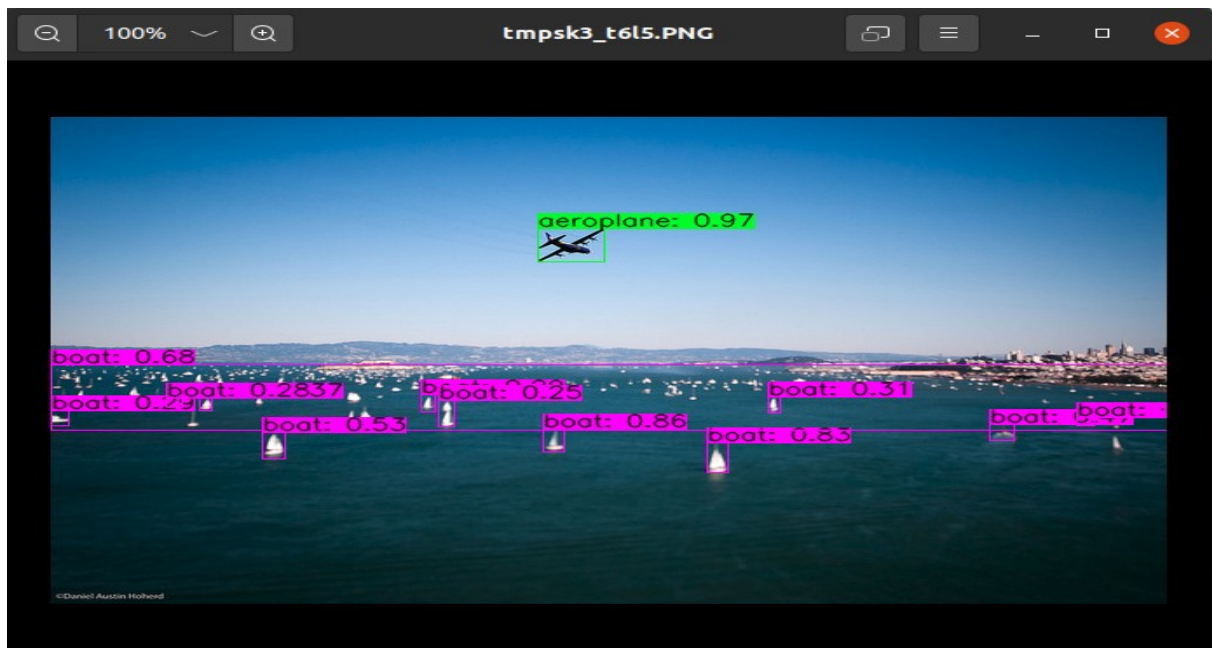 100%
tmpsk3_t6l5.PNG
aeroplane: 0.97
boat: 0.68
boat: 0.2837
boat: 0.25
boat: 0.31
boat: 0.29
boat: 0.53
boat: 0.86
boat: 0.83
boat:
boat:
©Daniel Austin Hoherd